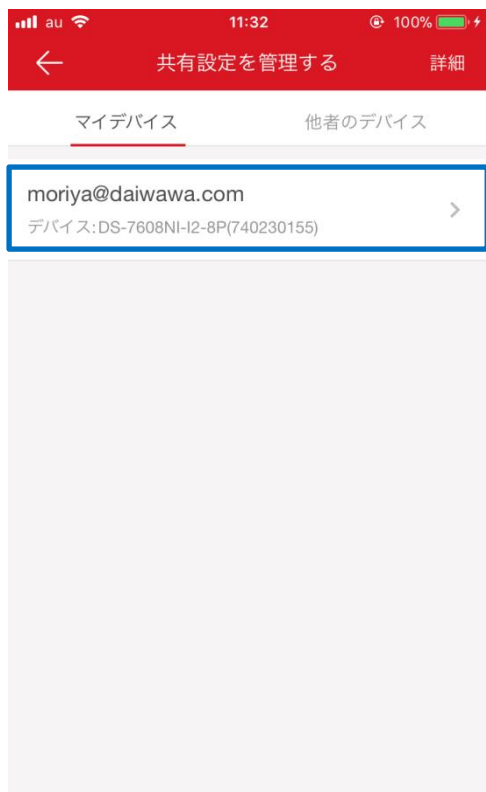 au 11:32 100%
共有設定を管理する 詳細
マイデバイス 他者のデバイス
moriya@daiwawa.com
デバイス:DS-7608NI-I2-8P(740230155)